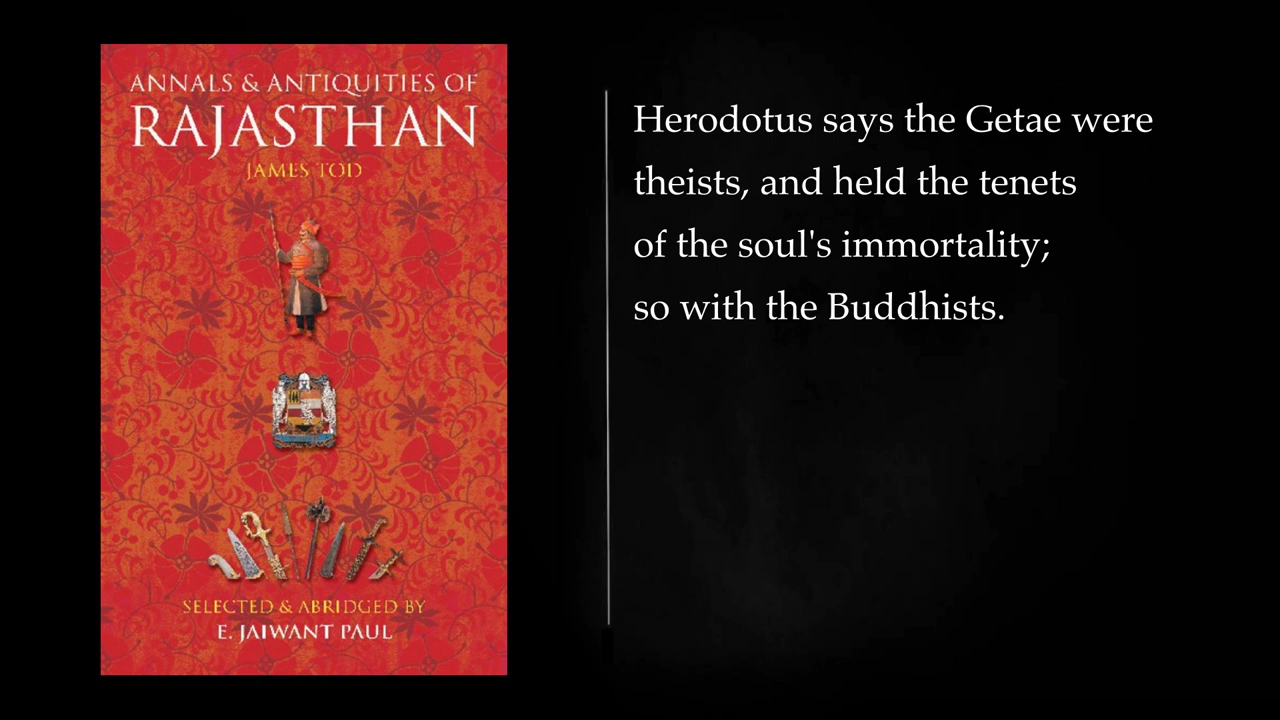 ANNALS & ANTIQUITIES OF
RAJASTHAN
JAMES TOD
SELECTED & ABRIDGED BY
E. JAIWANT PAUL
Herodotus says the Getae were
theists, and held the tenets
of the soul's immortality;
so with the Buddhists.